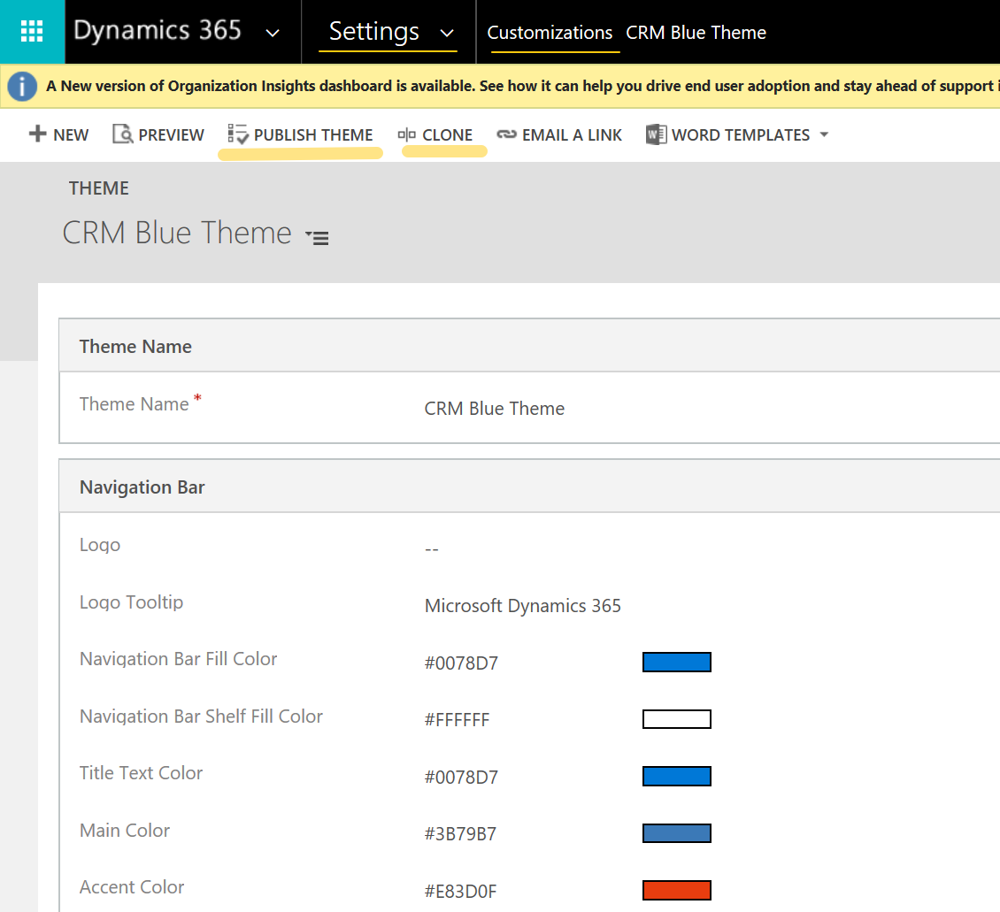 Dynamics 365 Settings Customizations CRM Blue Theme
A New version of Organization Insights dashboard is available. See how it can help you drive end user adoption and stay ahead of support i
NEW PREVIEW PUBLISH THEME CLONE EMAIL A LINK WORD TEMPLATES
THEME
CRM Blue Theme
Theme Name
Theme Name * CRM Blue Theme
Navigation Bar
Logo --
Logo Tooltip Microsoft Dynamics 365
Navigation Bar Fill Color #0078D7
Navigation Bar Shelf Fill Color #FFFFFF
Title Text Color #0078D7
Main Color #3B79B7
Accent Color #E83D0F